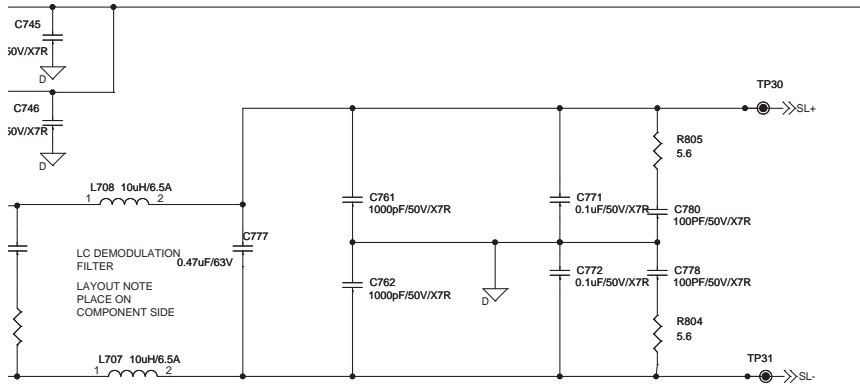 C745
50V/X7R
D
C746
50V/X7R
D
TP30
SL+
R805
5.6
L708 10uH/6.5A
1 2
C761
1000pF/50V/X7R
C771
0.1uF/50V/X7R
C780
100PF/50V/X7R
C777
0.47uF/63V
LC DEMODULATION
FILTER
LAYOUT NOTE
PLACE ON
COMPONENT SIDE
C762
1000pF/50V/X7R
D
C772
0.1uF/50V/X7R
C778
100PF/50V/X7R
R804
5.6
L707 10uH/6.5A
1 2
TP31
SL-